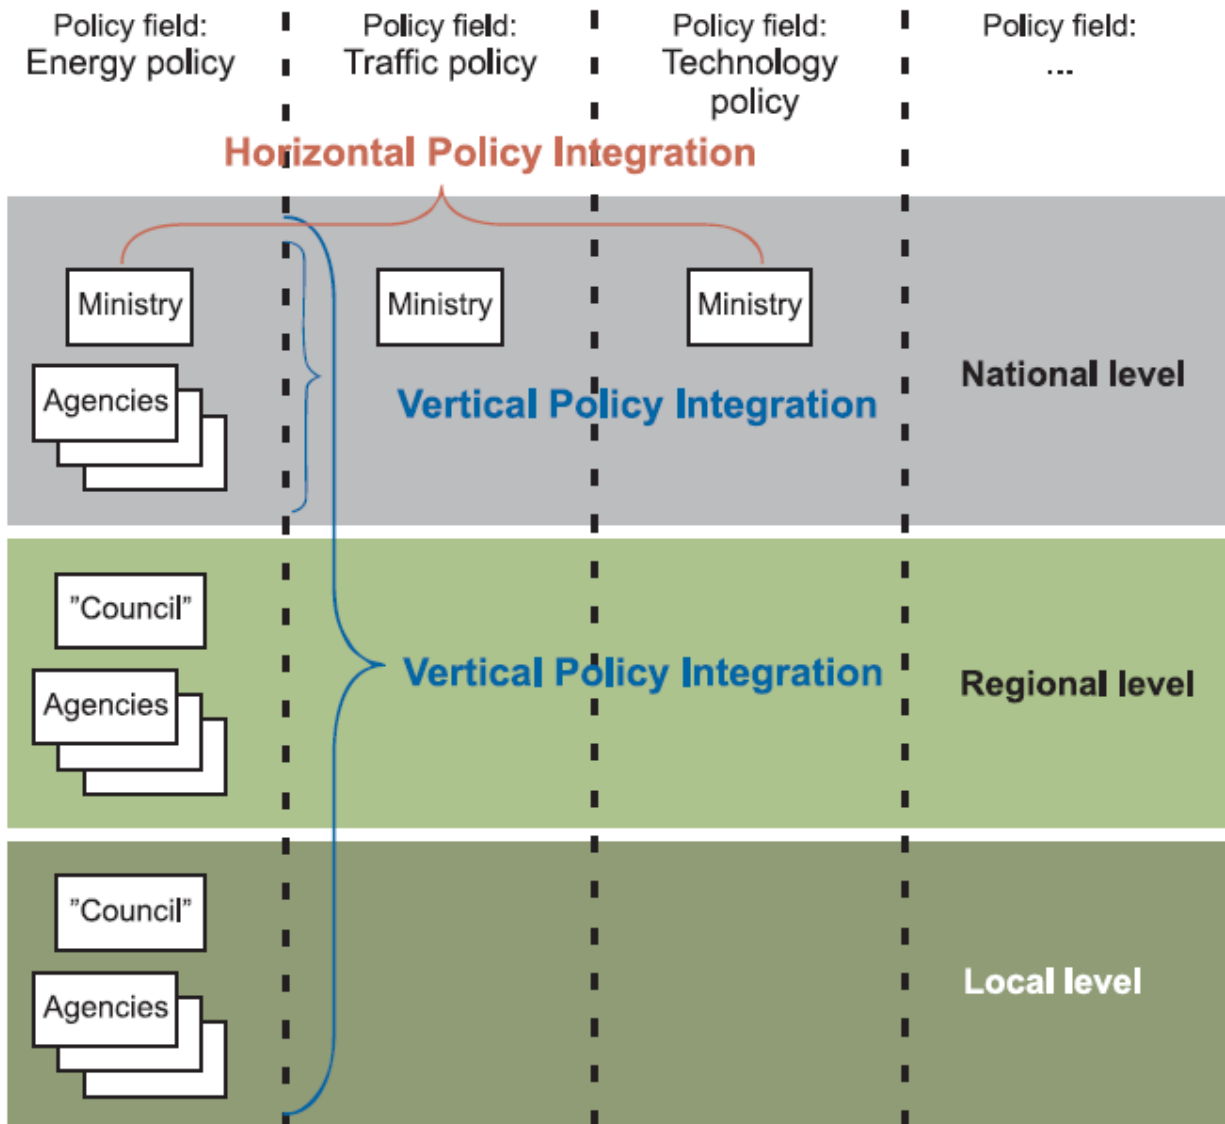 Policy field:
Energy policy
Policy field:
Traffic policy
Policy field:
Technology
policy
Policy field:
...
Horizontal Policy Integration
Ministry
Ministry
Ministry
Agencies
Vertical Policy Integration
National level
"Council"
Agencies
Vertical Policy Integration
Regional level
"Council"
Agencies
Local level